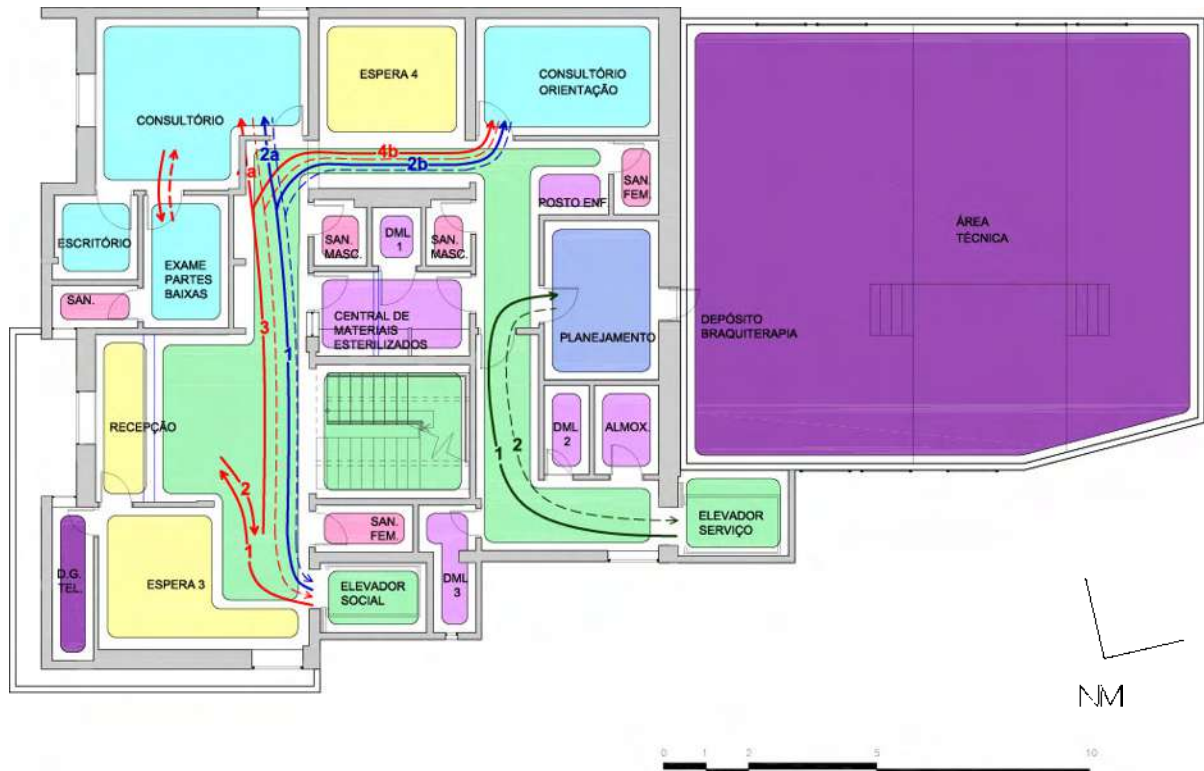 ESPERA 4
CONSULTÓRIO
ORIENTAÇÃO
CONSULTÓRIO
2a
4b
2b
SAN.
FEM.
POSTO ENF.
ESCRITÓRIO
EXAME
PARTES
BAIXAS
SAN.
MASC.
DML
1
SAN.
MASC.
ÁREA
TÉCNICA
SAN.
CENTRAL DE
MATERIAIS
ESTERILIZADOS
3
1
PLANEJAMENTO
DEPÓSITO
BRAQUITERAPIA
RECEPÇÃO
DML
2
ALMOX.
1
2
2
1
SAN.
FEM.
ELEVADOR
SERVIÇO
D.G.
TEL.
ESPERA 3
ELEVADOR
SOCIAL
DML
3
NM
0 1 2 5 10